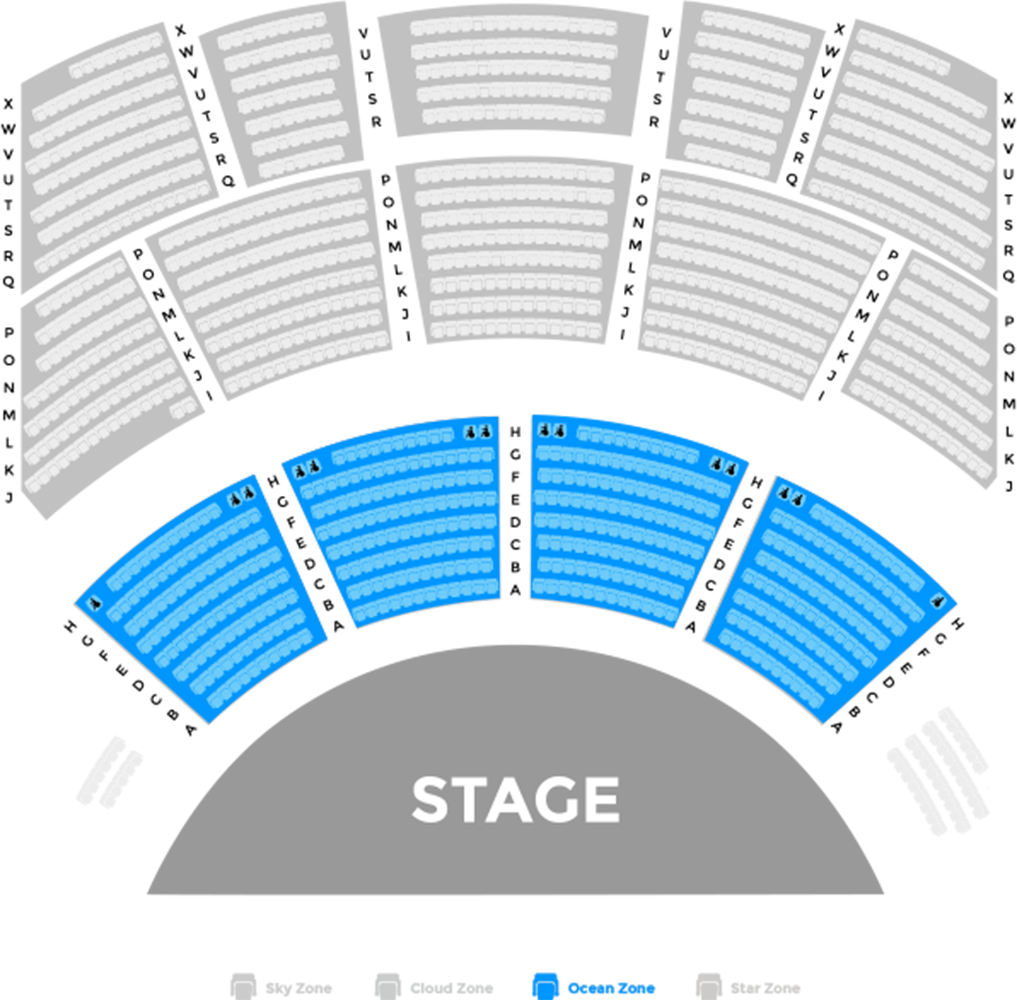 X W V U T S R Q
X W V U T S R Q
V U T S R
V U T S R
X W V U T S R Q
X W V U T S R Q
P O N M L K J
P O N M L K J I
P O N M L K J I
P O N M L K J I
P O N M L K J I
P O N M L K J
H G F E D C B A
H G F E D C B A
H G F E D C B A
H G F E D C B A
H G F E D C B A
STAGE
Sky Zone
Cloud Zone
Ocean Zone
Star Zone